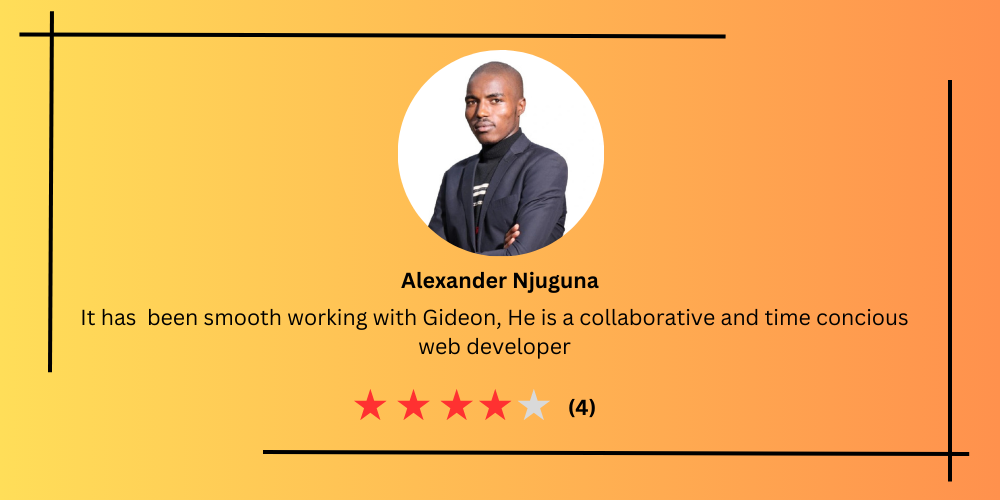 Alexander Njuguna
It has  been smooth working with Gideon, He is a collaborative and time concious
web developer
(4)